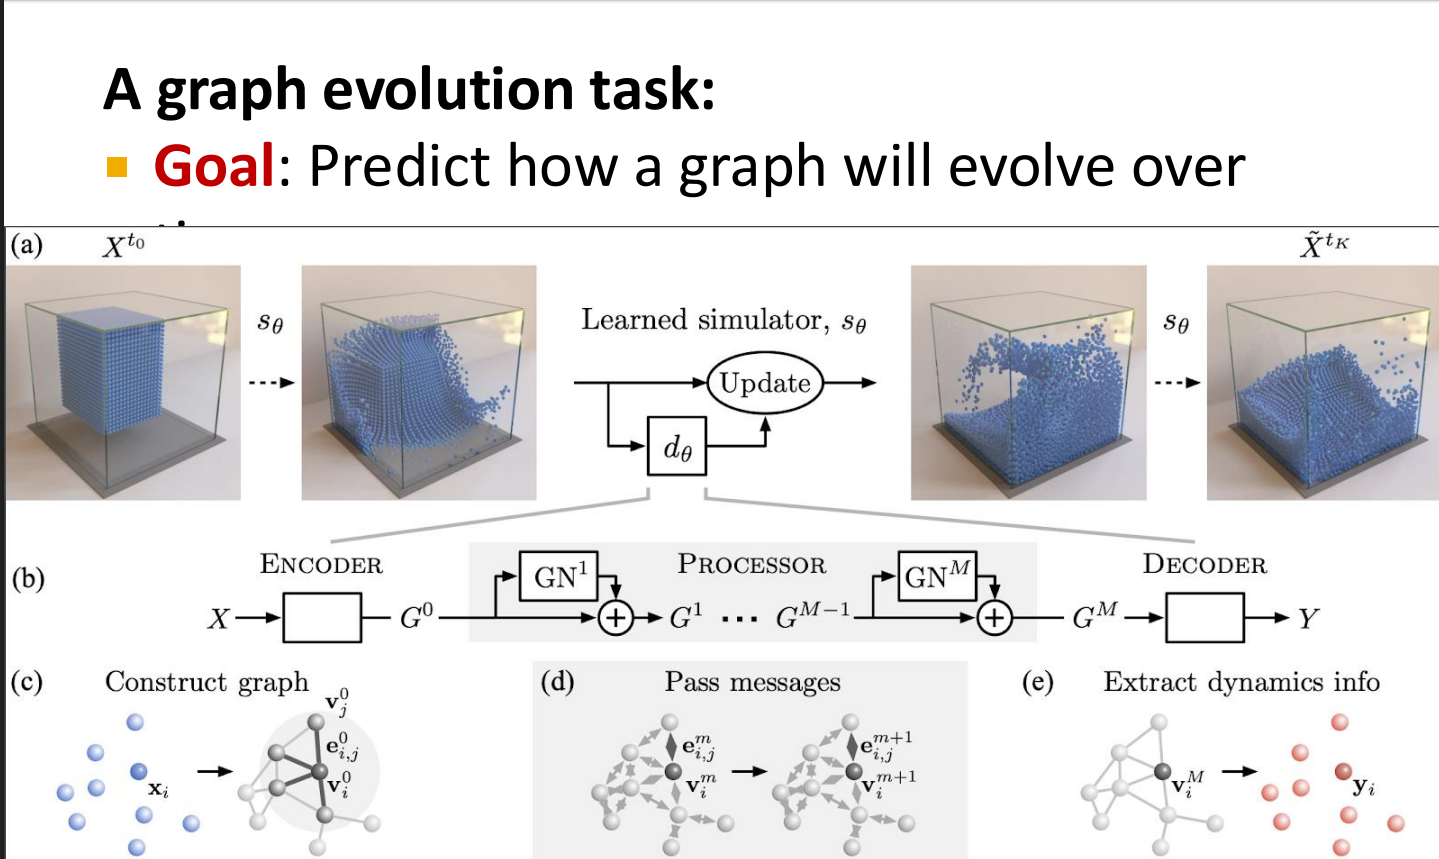 A graph evolution task:
Goal: Predict how a graph will evolve over
(a) X^{t_0} \tilde{X}^{t_K}
s_θ Learned simulator, s_θ s_θ
Update
d_θ
(b) ENCODER PROCESSOR DECODER
GN^1 GN^M
X G^0 + G^1 ... G^{M-1} + G^M Y
(c) Construct graph (d) Pass messages (e) Extract dynamics info
v_j^0
e_{i,j}^0 e_{i,j}^m e_{i,j}^{m+1}
x_i v_i^0 v_i^m v_i^{m+1} v_i^M y_i